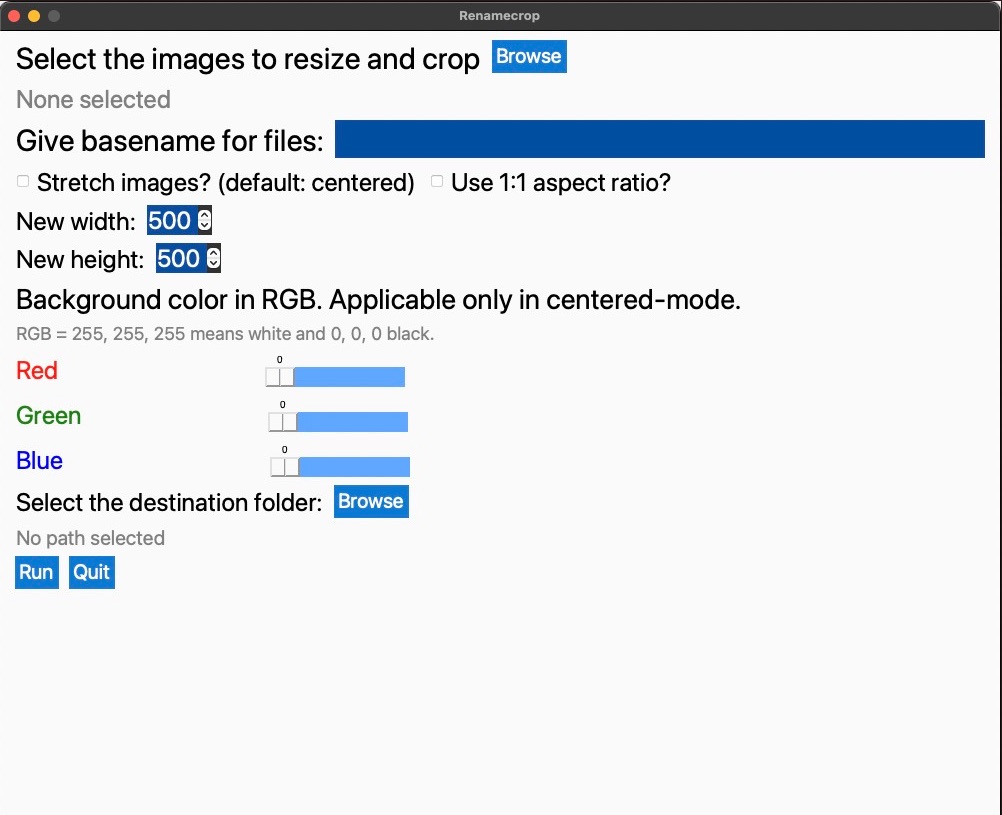 Renamecrop
Select the images to resize and crop Browse
None selected
Give basename for files:
Stretch images? (default: centered) Use 1:1 aspect ratio?
New width: 500
New height: 500
Background color in RGB. Applicable only in centered-mode.
RGB = 255, 255, 255 means white and 0, 0, 0 black.
0
Red
0
Green
0
Blue
Select the destination folder: Browse
No path selected
Run Quit